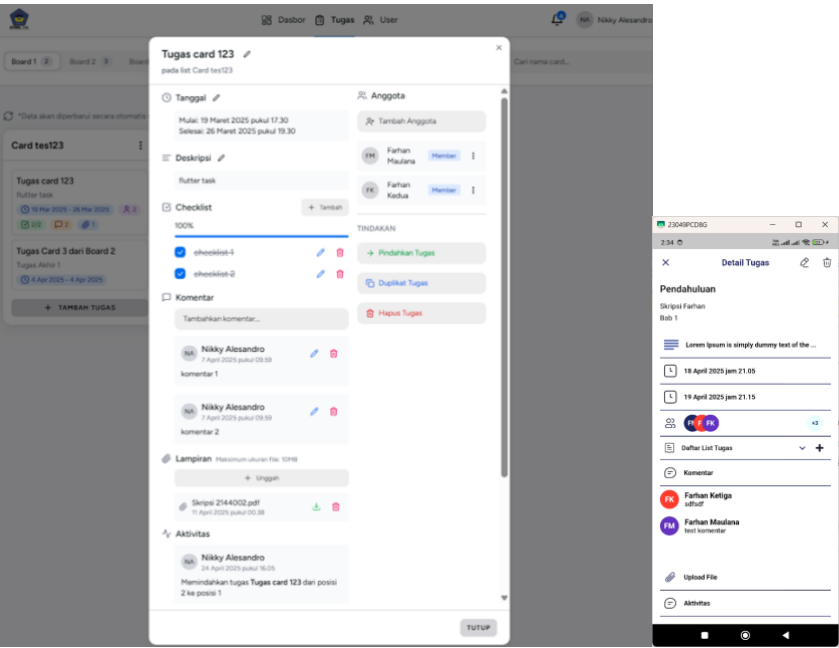 Dasbor Tugas User
4
NA Nikky Alesandro
Board 1 2 Board 2 3 Board
Cari nama card...
*Data akan diperbarui secara otomatis
Card tes123
Tugas card 123
flutter task
19 Mar 2025 - 26 Mar 2025 2
2/2 2 1
Tugas Card 3 dari Board 2
Tugas Akhir 1
4 Apr 2025 - 4 Apr 2025
+ TAMBAH TUGAS
Tugas card 123
pada list Card tes123
Tanggal
Mulai: 19 Maret 2025 pukul 17.30
Selesai: 26 Maret 2025 pukul 19.30
Deskripsi
flutter task
Checklist + Tambah
100%
checklist 1
checklist 2
Komentar
Tambahkan komentar...
NA Nikky Alesandro
7 April 2025 pukul 09.59
komentar 1
NA Nikky Alesandro
7 April 2025 pukul 09.59
komentar 2
Lampiran Maksimum ukuran file: 10MB
+ Unggah
Skripsi 2144002.pdf
11 April 2025 pukul 00.38
Aktivitas
NA Nikky Alesandro
24 April 2025 pukul 16.05
Memindahkan tugas Tugas card 123 dari posisi
2 ke posisi 1
Anggota
Tambah Anggota
FM Farhan
Maulana
Member
FK Farhan
Kedua
Member
TINDAKAN
Pindahkan Tugas
Duplikat Tugas
Hapus Tugas
TUTUP
23049PCD8G
2:34
Detail Tugas
Pendahuluan
Skripsi Farhan
Bab 1
Lorem Ipsum is simply dummy text of the ...
18 April 2025 jam 21.05
19 April 2025 jam 21.15
FK +3
Daftar List Tugas
Komentar
FK Farhan Ketiga
sdfsdf
FM Farhan Maulana
test komentar
Upload File
Aktivitas